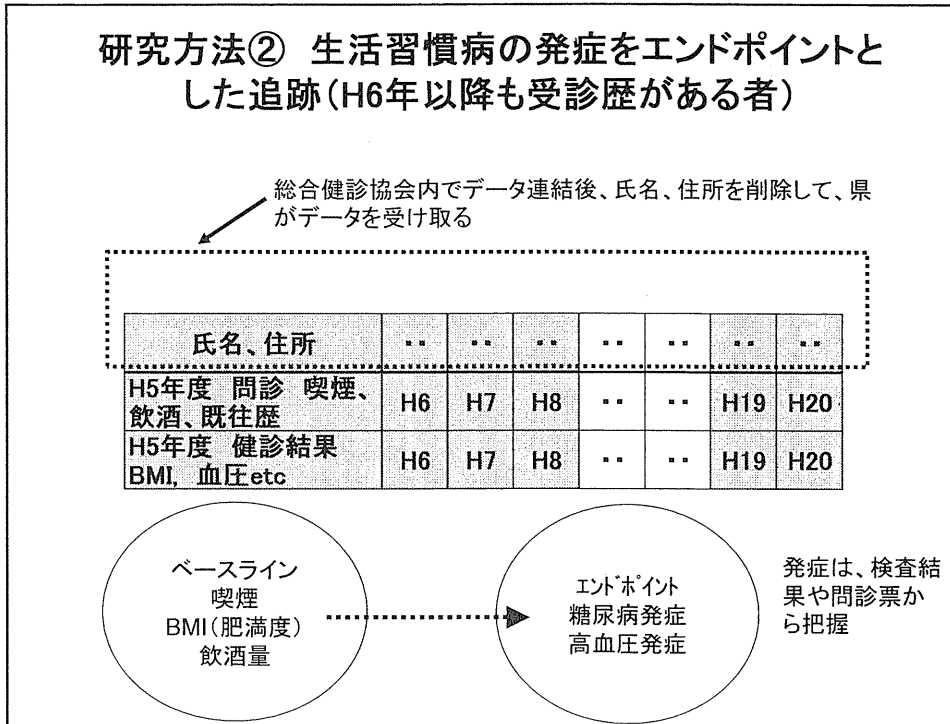 研究方法② 生活習慣病の発症をエンドポイントと
した追跡(H6年以降も受診歴がある者)
総合健診協会内でデータ連結後、氏名、住所を削除して、県
がデータを受け取る
氏名、住所 ‥ ‥ ‥ ‥ ‥ ‥ ‥
H5年度 問診 喫煙、
飲酒、既往歴 H6 H7 H8 ‥ ‥ H19 H20
H5年度 健診結果
BMI, 血圧etc H6 H7 H8 ‥ ‥ H19 H20
ベースライン
喫煙
BMI(肥満度)
飲酒量
エンドポイント
糖尿病発症
高血圧発症
発症は、検査結
果や問診票か
ら把握